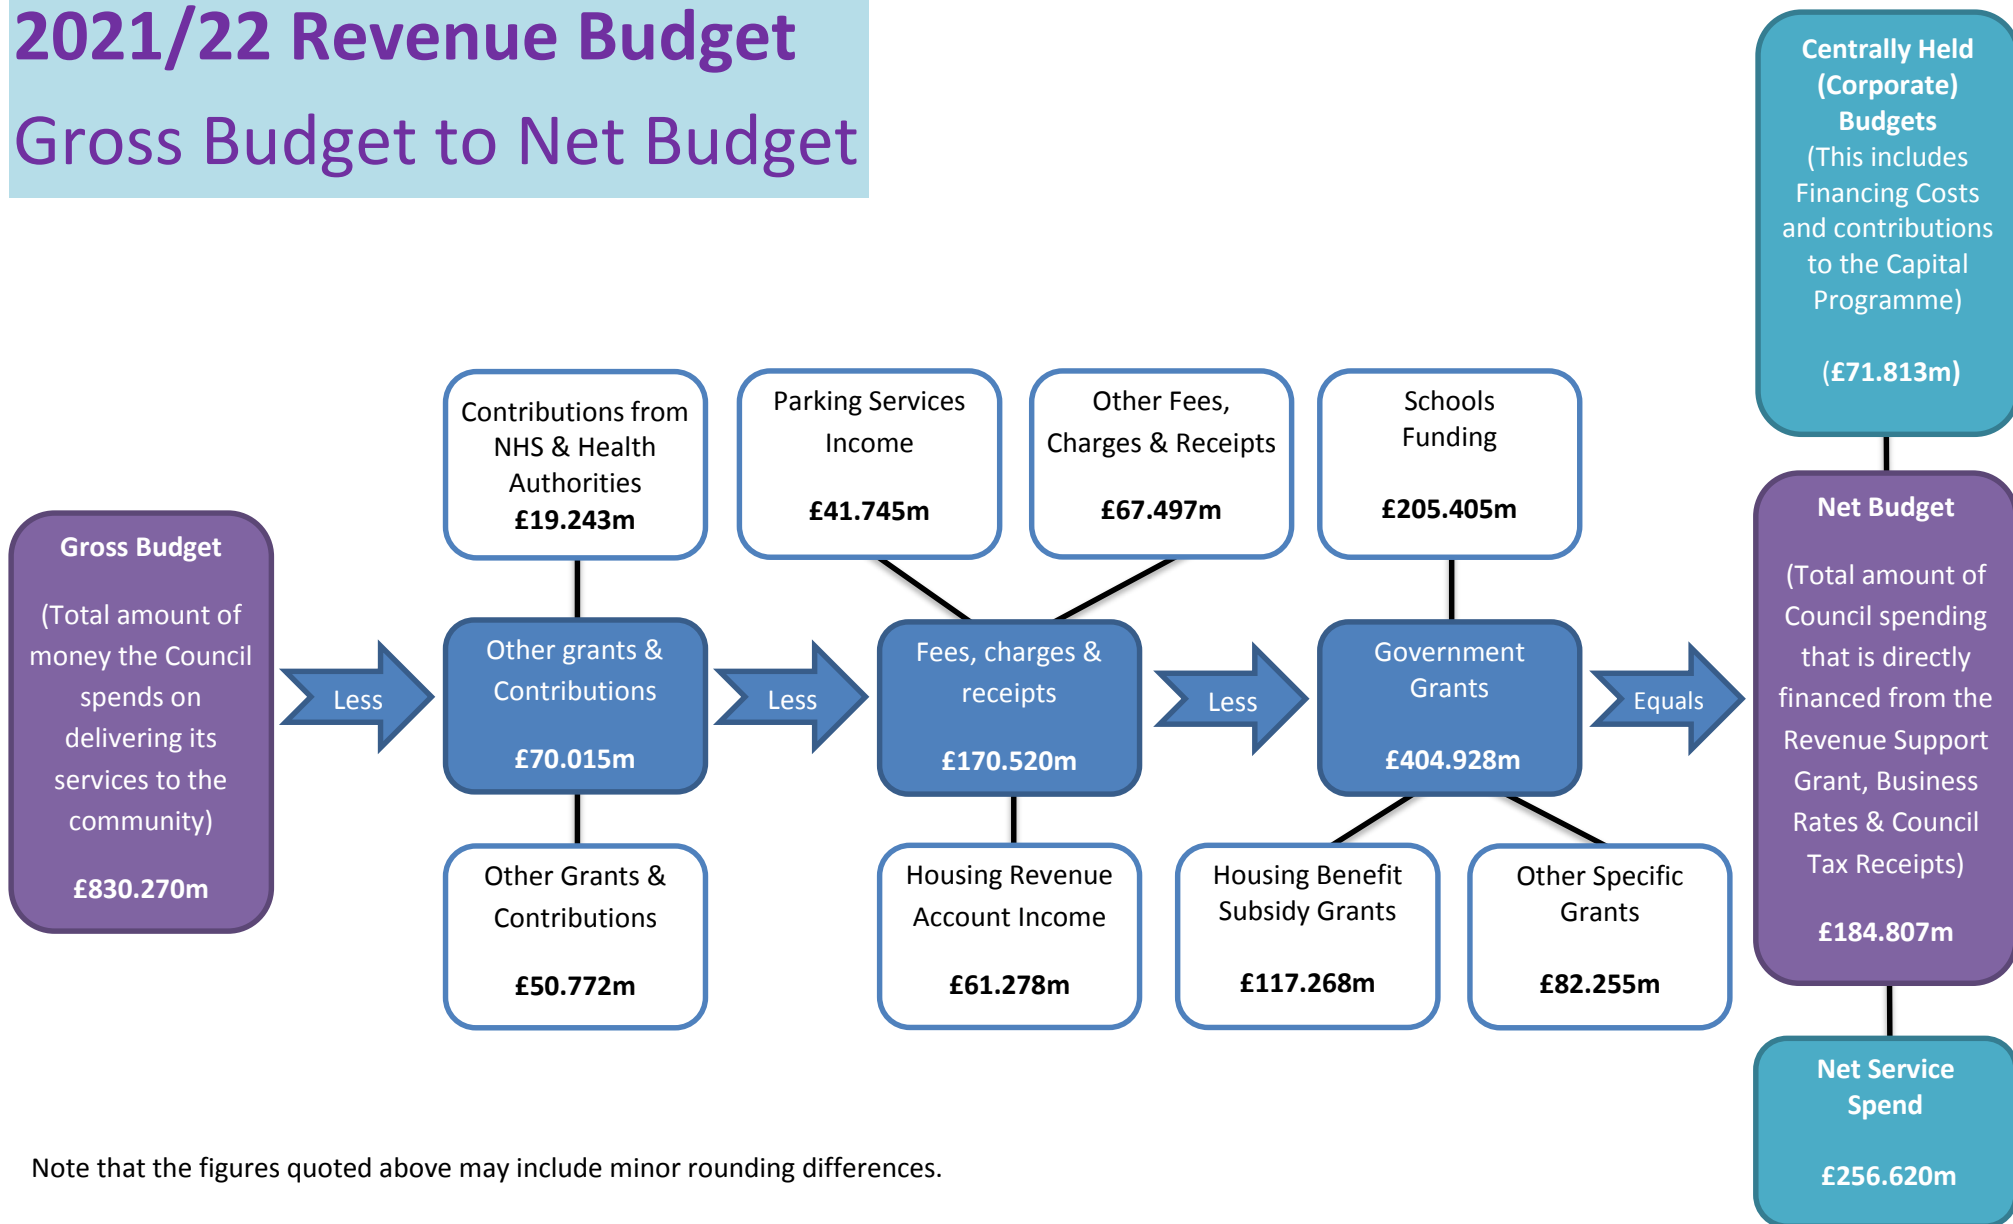 2021/22 Revenue Budget
Gross Budget to Net Budget
Centrally Held
(Corporate)
Budgets
(This includes
Financing Costs
and contributions
to the Capital
Programme)
(£71.813m)
Contributions from
NHS & Health
Authorities
£19.243m
Parking Services
Income
£41.745m
Other Fees,
Charges & Receipts
£67.497m
Schools
Funding
£205.405m
Gross Budget
(Total amount of
money the Council
spends on
delivering its
services to the
community)
£830.270m
Less
Other grants &
Contributions
£70.015m
Less
Fees, charges &
receipts
£170.520m
Less
Government
Grants
£404.928m
Equals
Net Budget
(Total amount of
Council spending
that is directly
financed from the
Revenue Support
Grant, Business
Rates & Council
Tax Receipts)
£184.807m
Other Grants &
Contributions
£50.772m
Housing Revenue
Account Income
£61.278m
Housing Benefit
Subsidy Grants
£117.268m
Other Specific
Grants
£82.255m
Net Service
Spend
£256.620m
Note that the figures quoted above may include minor rounding differences.